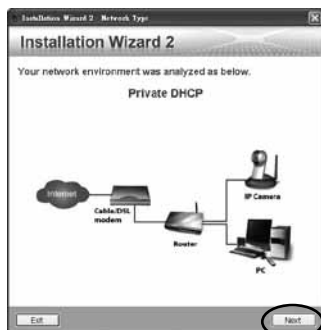 Installation Wizard 2 Network Type
Installation Wizard 2
Your network environment was analyzed as below.
Private DHCP
Internet
Cable/DSL
modem
Router
IP Camera
PC
Exit
Next